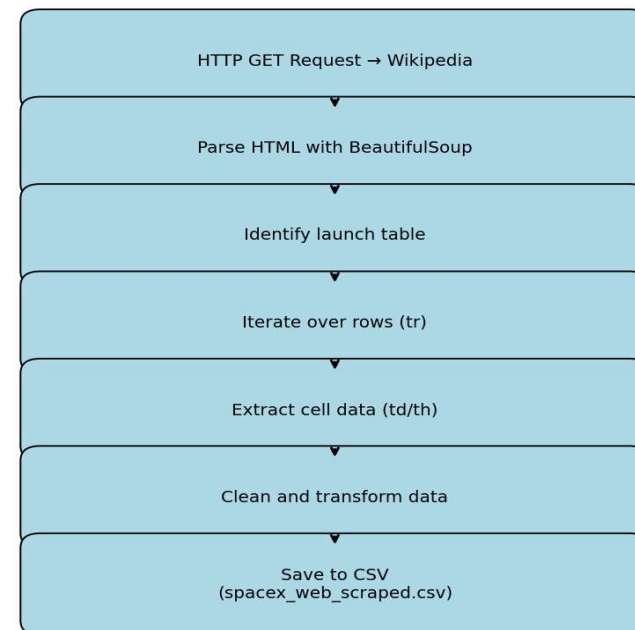 HTTP GET Request → Wikipedia
Parse HTML with BeautifulSoup
Identify launch table
Iterate over rows (tr)
Extract cell data (td/th)
Clean and transform data
Save to CSV
(spacex_web_scraped.csv)